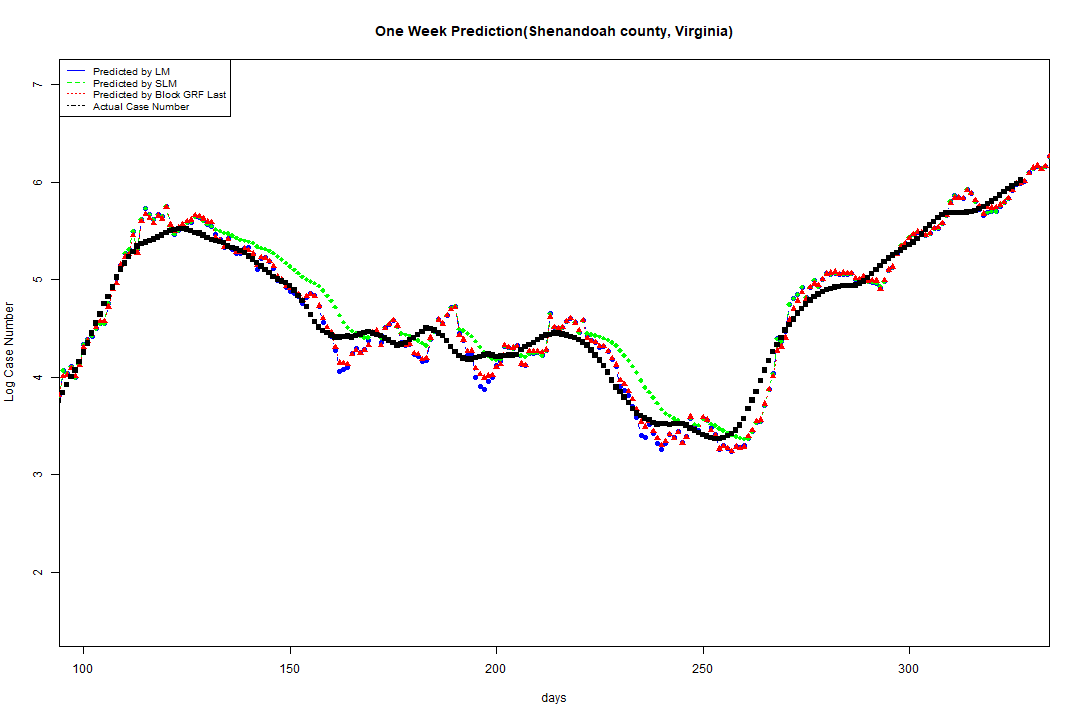 One Week Prediction(Shenandoah county, Virginia)
Predicted by LM
Predicted by SLM
Predicted by Block GRF Last
Actual Case Number
7
6
5
4
3
2
Log Case Number
100 150 200 250 300
days